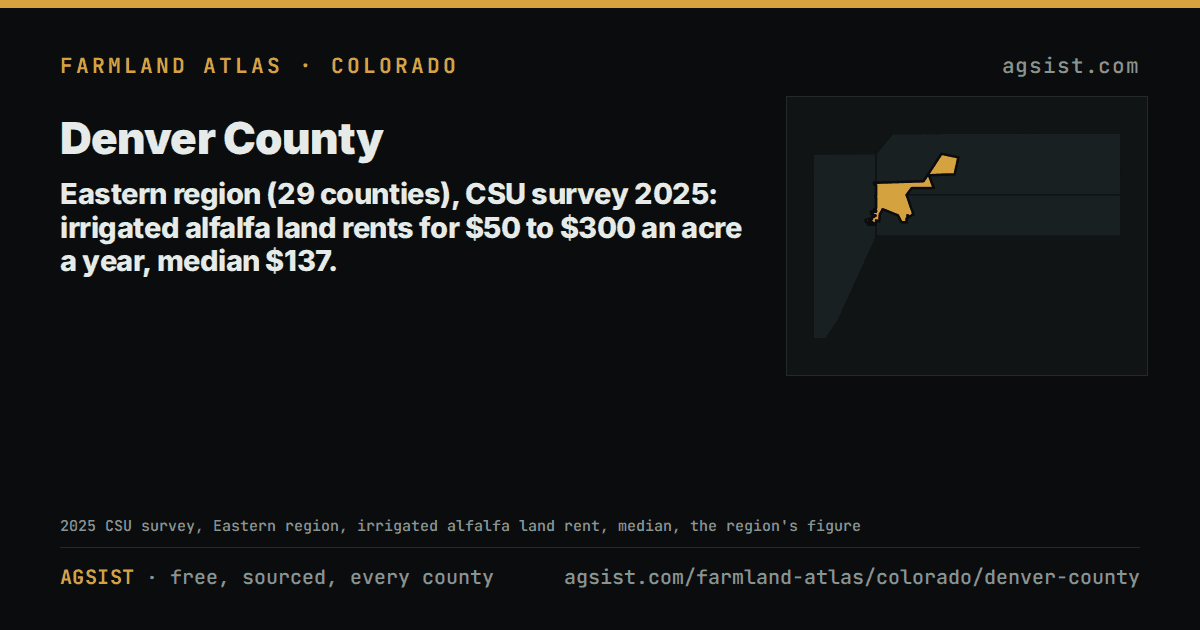 FARMLAND ATLAS · COLORADO
agsist.com
Denver County
Eastern region (29 counties), CSU survey 2025:
irrigated alfalfa land rents for $50 to $300 an acre
a year, median $137.
2025 CSU survey, Eastern region, irrigated alfalfa land rent, median, the region's figure
AGSIST · free, sourced, every county
agsist.com/farmland-atlas/colorado/denver-county